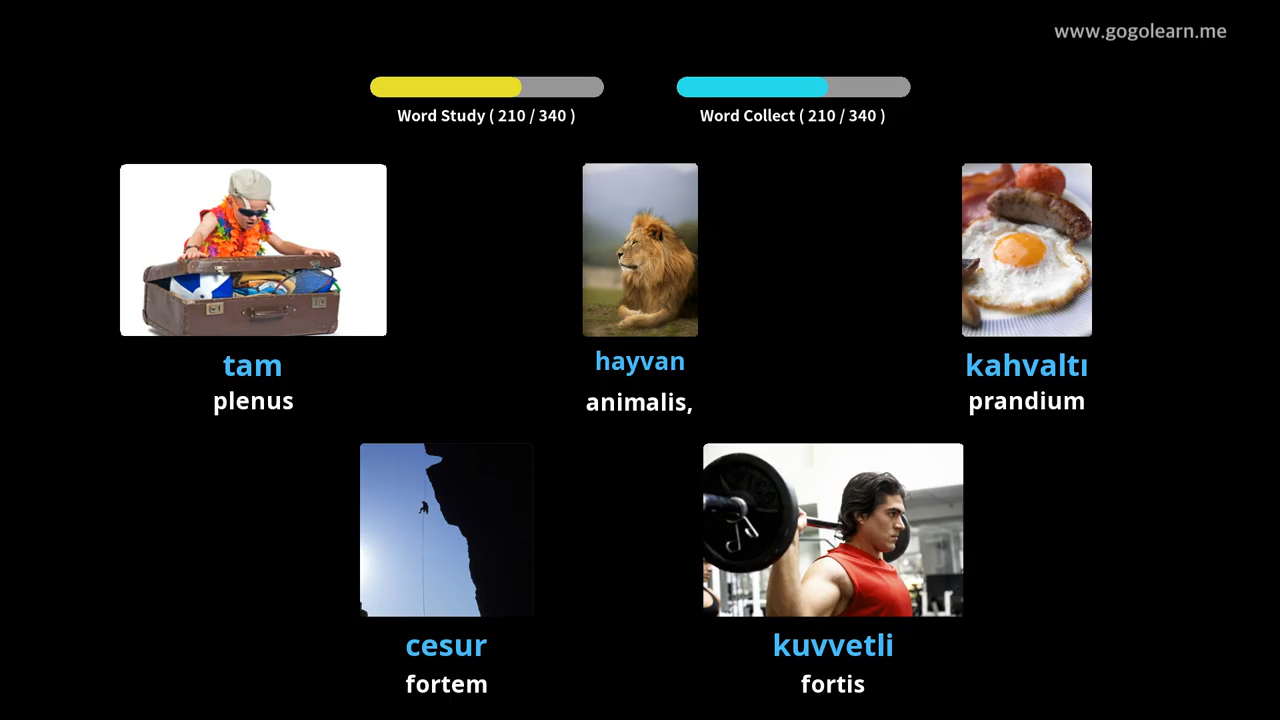 www.gogolearn.me
Word Study ( 210 / 340 )
Word Collect ( 210 / 340 )
tam
plenus
hayvan
animalis,
kahvaltı
prandium
cesur
fortem
kuvvetli
fortis